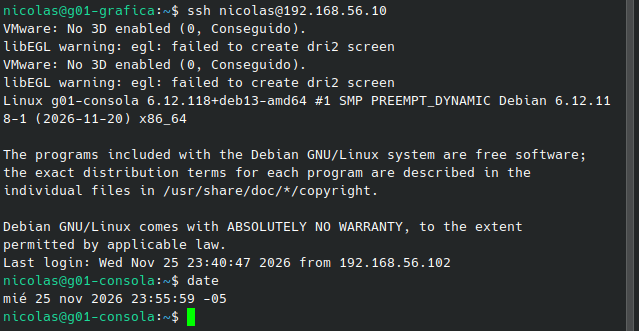 nicolas@g01-grafica:~$ ssh nicolas@192.168.56.10
VMware: No 3D enabled (0, Conseguido).
libEGL warning: egl: failed to create dri2 screen
VMware: No 3D enabled (0, Conseguido).
libEGL warning: egl: failed to create dri2 screen
Linux g01-consola 6.12.118+deb13-amd64 #1 SMP PREEMPT_DYNAMIC Debian 6.12.11
8-1 (2026-11-20) x86_64
The programs included with the Debian GNU/Linux system are free software;
the exact distribution terms for each program are described in the
individual files in /usr/share/doc/*/copyright.
Debian GNU/Linux comes with ABSOLUTELY NO WARRANTY, to the extent
permitted by applicable law.
Last login: Wed Nov 25 23:40:47 2026 from 192.168.56.102
nicolas@g01-consola:~$ date
mié 25 nov 2026 23:55:59 -05
nicolas@g01-consola:~$